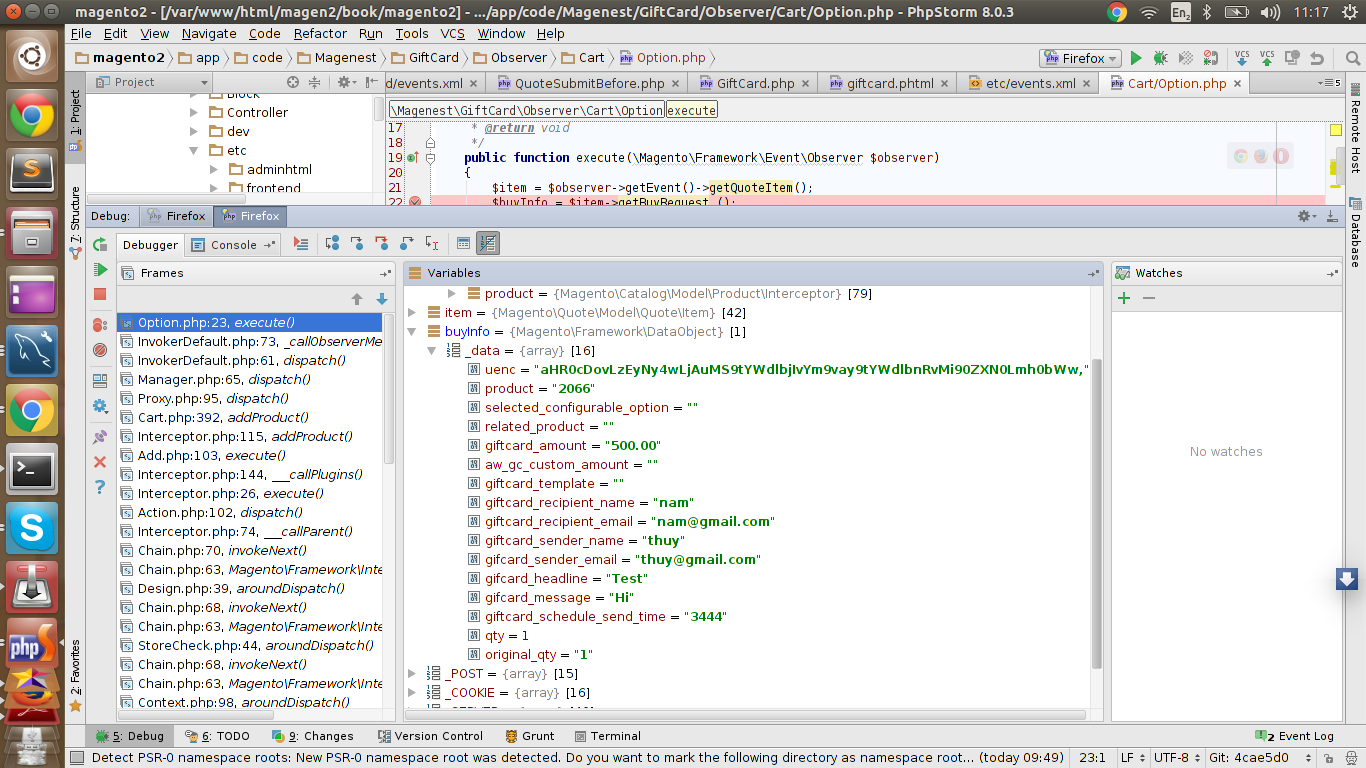 magento2 - [/var/www/html/magen2/book/magento2] - .../app/code/Magenest/GiftCard/Observer/Cart/Option.php - PhpStorm 8.0.3
En2
11:17
File Edit View Navigate Code Refactor Run Tools VCS Window Help
magento2 app code Magenest GiftCard Observer Cart Option.php
Firefox
VCS VCS
Project
d/events.xml QuoteSubmitBefore.php GiftCard.php giftcard.phtml etc/events.xml Cart/Option.php 5
1: Project
7: Structure
2: Favorites
Remote Host
Database
Controller
dev
etc
adminhtml
frontend
\Magenest\GiftCard\Observer\Cart\Option execute
17 * @return void
18 */
19 public function execute(\Magento\Framework\Event\Observer $observer)
20 {
21 $item = $observer->getEvent()->getQuoteItem();
22 $buyInfo = $item->getBuyRequest ();
Debug: Firefox Firefox
Debugger Console
Frames
Option.php:23, execute()
InvokerDefault.php:73, _callObserverMe
InvokerDefault.php:61, dispatch()
Manager.php:65, dispatch()
Proxy.php:95, dispatch()
Cart.php:392, addProduct()
Interceptor.php:115, addProduct()
Add.php:103, execute()
Interceptor.php:144, ___callPlugins()
Interceptor.php:26, execute()
Action.php:102, dispatch()
Interceptor.php:74, ___callParent()
Chain.php:70, invokeNext()
Chain.php:63, Magento\Framework\Inte
Design.php:39, aroundDispatch()
Chain.php:68, invokeNext()
Chain.php:63, Magento\Framework\Inte
StoreCheck.php:44, aroundDispatch()
Chain.php:68, invokeNext()
Chain.php:63, Magento\Framework\Inte
Context.php:98, aroundDispatch()
Variables
product = {Magento\Catalog\Model\Product\Interceptor} [79]
item = {Magento\Quote\Model\Quote\Item} [42]
buyInfo = {Magento\Framework\DataObject} [1]
_data = {array} [16]
uenc = "aHR0cDovLzEyNy4wLjAuMS9tYWdlbjIvYm9vay9tYWdlbnRvMi90ZXN0Lmh0bWw,"
product = "2066"
selected_configurable_option = ""
related_product = ""
giftcard_amount = "500.00"
aw_gc_custom_amount = ""
giftcard_template = ""
giftcard_recipient_name = "nam"
giftcard_recipient_email = "nam@gmail.com"
giftcard_sender_name = "thuy"
gifcard_sender_email = "thuy@gmail.com"
gifcard_headline = "Test"
gifcard_message = "Hi"
giftcard_schedule_send_time = "3444"
qty = 1
original_qty = "1"
_POST = {array} [15]
_COOKIE = {array} [16]
Watches
No watches
5: Debug 6: TODO 9: Changes Version Control Grunt Terminal 2 Event Log
Detect PSR-0 namespace roots: New PSR-0 namespace root was detected. Do you want to mark the following directory as namespace root... (today 09:49) 23:1 LF UTF-8 Git: 4cae5d0